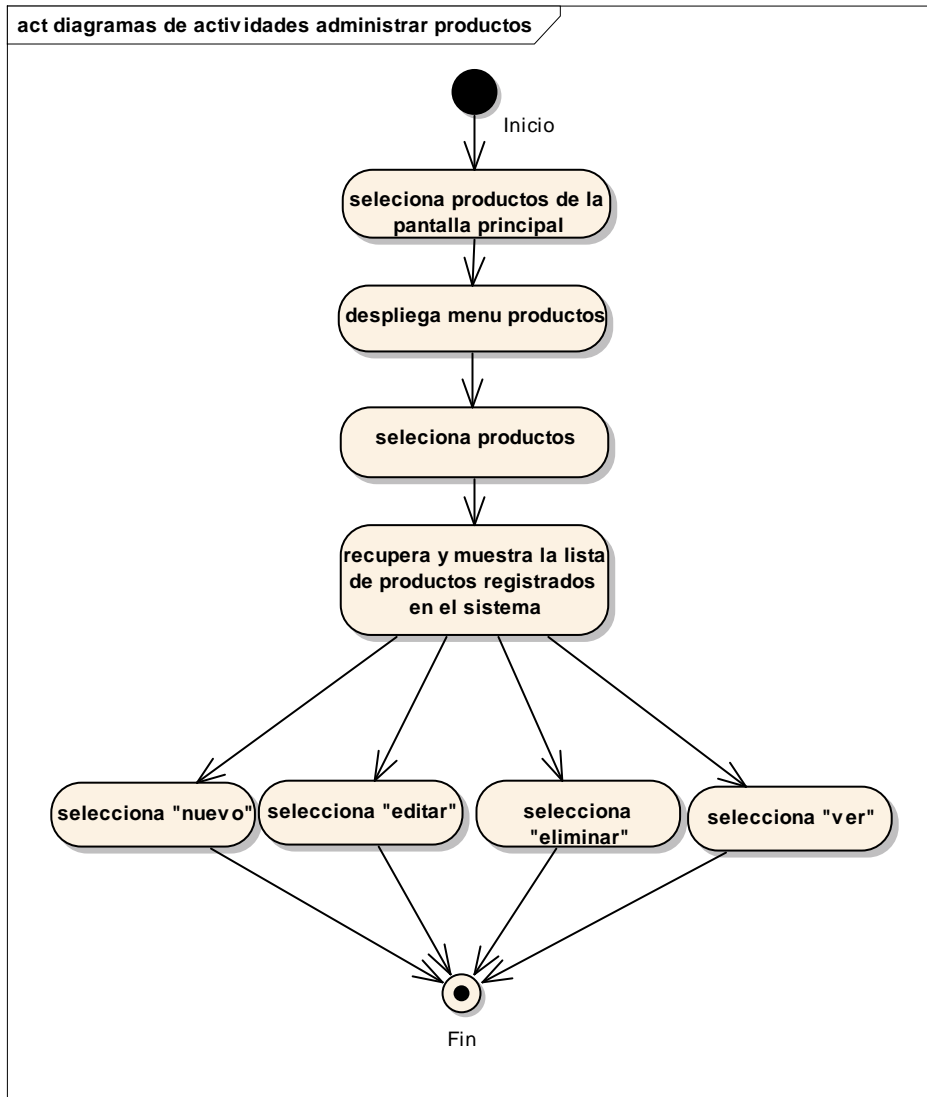 act diagramas de actividades administrar productos
Inicio
seleciona productos de la
pantalla principal
despliega menu productos
seleciona productos
recupera y muestra la lista
de productos registrados
en el sistema
selecciona "nuevo"
selecciona "editar"
selecciona
"eliminar"
selecciona "ver"
Fin